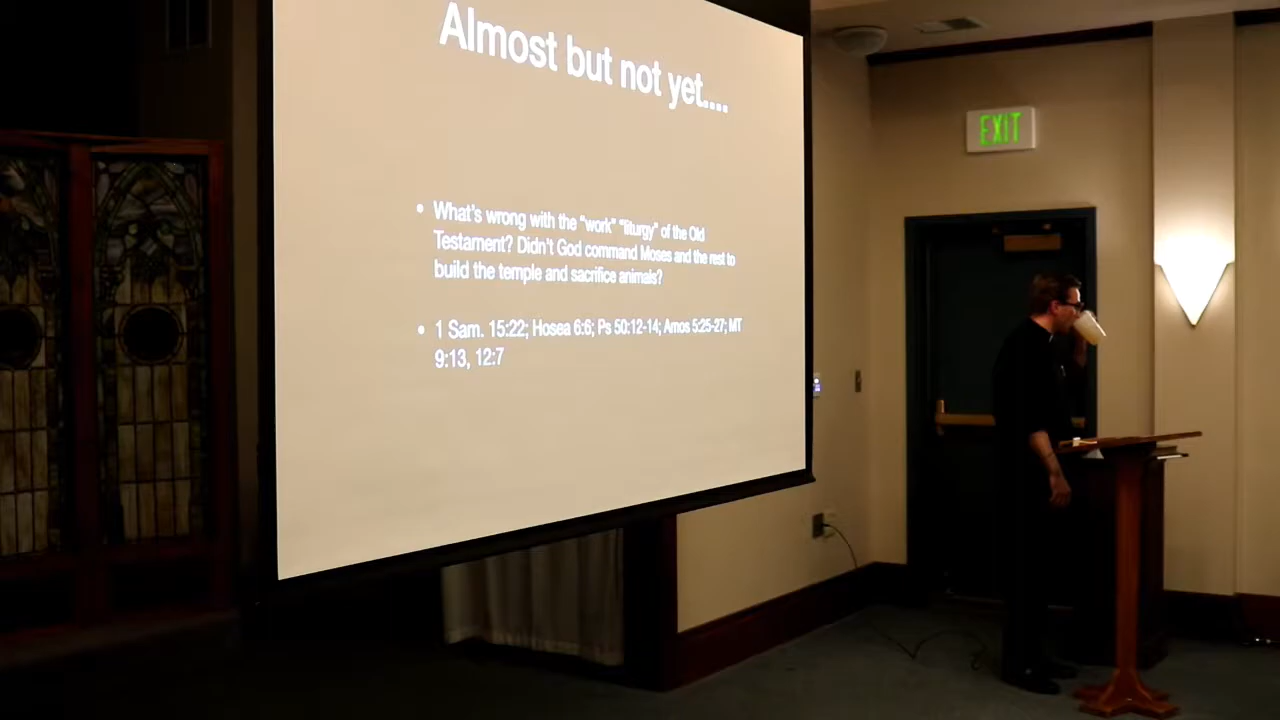 Almost but not yet....
• What's wrong with the “work” “liturgy” of the Old
Testament? Didn't God command Moses and the rest to
build the temple and sacrifice animals?
• 1 Sam. 15:22; Hosea 6:6; Ps 50:12-14; Amos 5:25-27; MT
9:13, 12:7
EXIT